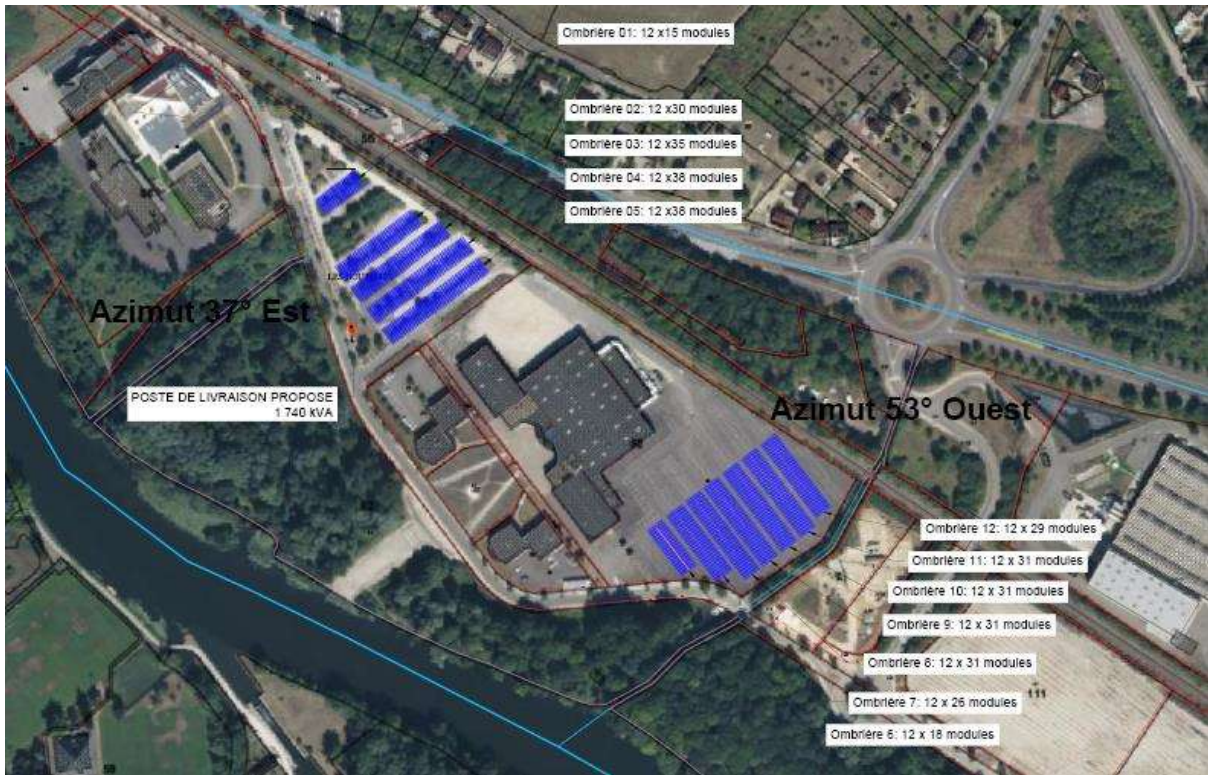 Ombrière 01: 12 x15 modules
Ombrière 02: 12 x30 modules
Ombrière 03: 12 x35 modules
Ombrière 04: 12 x38 modules
Ombrière 05: 12 x38 modules
Azimut 37° Est
POSTE DE LIVRAISON PROPOSE
1 740 kVA
Azimut 53° Ouest
Ombrière 12: 12 x 29 modules
Ombrière 11: 12 x 31 modules
Ombrière 10: 12 x 31 modules
Ombrière 9: 12 x 31 modules
Ombrière 8: 12 x 31 modules
Ombrière 7: 12 x 26 modules
Ombrière 6: 12 x 18 modules
111